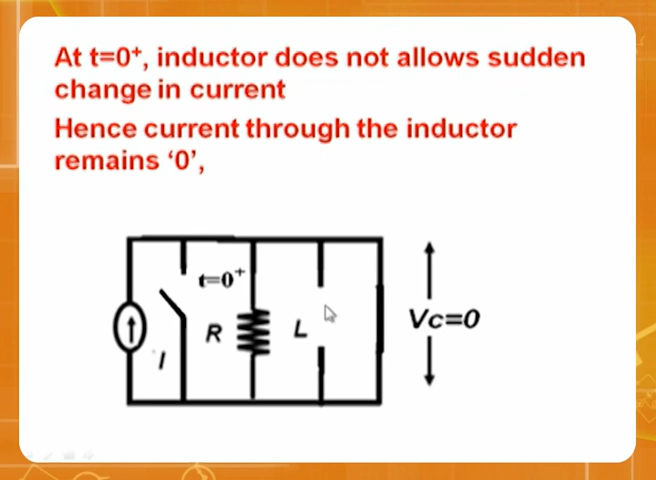 At t=0⁺, inductor does not allows sudden
change in current
Hence current through the inductor
remains ‘0’,
t=0⁺
R
L
Vc=0
I